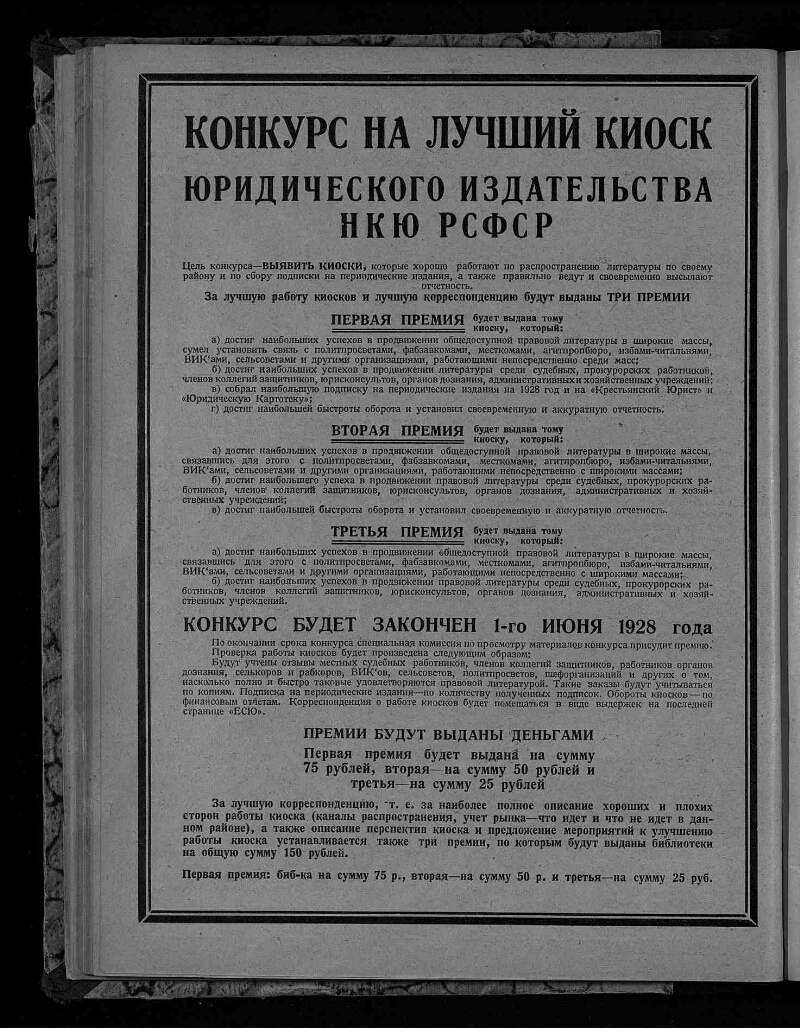 КОНКУРС НА ЛУЧШИЙ КИОСК
ЮРИДИЧЕСКОГО ИЗДАТЕЛЬСТВА
НКЮ РСФСР
Цель конкурса—ВЫЯВИТЬ КИОСКИ, которые хорошо работают по распространению литературы по своему
району и по сбору подписки на периодические издания, а также правильно ведут и своевременно высылают
отчетность.
За лучшую работу киосков и лучшую корреспонденцию будут выданы ТРИ ПРЕМИИ
ПЕРВАЯ ПРЕМИЯ будет выдана тому
киоску, который:
а) достиг наибольших успехов в продвижении общедоступной правовой литературы в широкие массы,
сумел установить связь с политпросветами, фабзавкомами, месткомами, агитпропбюро, избами-читальнями,
ВИК'ами, сельсоветами и другими организациями, работающими непосредственно среди масс;
б) достиг наибольших успехов в продвижении литературы среди судебных, прокурорских работников,
членов коллегий защитников, юрисконсультов, органов дознания, административных и хозяйственных учреждений;
в) собрал наибольшую подписку на периодические издания на 1928 год и на «Крестьянский Юрист» и
«Юридическую Картотеку»;
г) достиг наибольшей быстроты оборота и установил своевременную и аккуратную отчетность.
ВТОРАЯ ПРЕМИЯ будет выдана тому
киоску, который:
а) достиг наибольших успехов в продвижении общедоступной правовой литературы в широкие массы,
связавшись для этого с политпросветами, фабзавкомами, месткомами, агитпропбюро, избами-читальнями,
ВИК'ами, сельсоветами и другими организациями, работающими непосредственно с широкими массами;
б) достиг наибольшего успеха в продвижении правовой литературы среди судебных, прокурорских ра-
ботников, членов коллегий защитников, юрисконсультов, органов дознания, административных и хозяй-
ственных учреждений;
в) достиг наибольшей быстроты оборота и установил своевременную и аккуратную отчетность.
ТРЕТЬЯ ПРЕМИЯ будет выдана тому
киоску, который:
а) достиг наибольших успехов в продвижении общедоступной правовой литературы в широкие массы,
связавшись для этого с политпросветами, фабзавкомами, месткомами, агитпропбюро, избами-читальнями,
ВИК'ами, сельсоветами и другими организациями, работающими непосредственно с широкими массами;
б) достиг наибольших успехов в продвижении правовой литературы среди судебных, прокурорских ра-
ботников, членов коллегий защитников, юрисконсультов, органов дознания, административных и хозяй-
ственных учреждений.
КОНКУРС БУДЕТ ЗАКОНЧЕН 1-го ИЮНЯ 1928 года
По окончании срока конкурса специальная комиссия по просмотру материалов конкурса присудит премию.
Проверка работы киосков будет произведена следующим образом:
Будут учтены отзывы местных судебных работников, членов коллегий защитников, работников органов
дознания, селькоров и рабкоров, ВИК'ов, сельсоветов, политпросветов, шефорганизаций и других о том,
насколько полно и быстро таковые удовлетворяются правовой литературой. Такие заказы будут учитываться
по копиям. Подписка на периодические издания—по количеству полученных подписок. Обороты киосков—по
финансовым отчетам. Корреспонденция о работе киосков будет помещаться в виде выдержек на последней
странице «ЕСЮ».
ПРЕМИИ БУДУТ ВЫДАНЫ ДЕНЬГАМИ
Первая премия будет выдана на сумму
75 рублей, вторая—на сумму 50 рублей и
третья—на сумму 25 рублей
За лучшую корреспонденцию, т. е. за наиболее полное описание хороших и плохих
сторон работы киоска (каналы распространения, учет рынка—что идет и что не идет в дан-
ном районе), а также описание перспектив киоска и предложение мероприятий к улучшению
работы киоска устанавливается также три премии, по которым будут выданы библиотеки
на общую сумму 150 рублей.
Первая премия: биб-ка на сумму 75 р., вторая—на сумму 50 р. и третья—на сумму 25 руб.